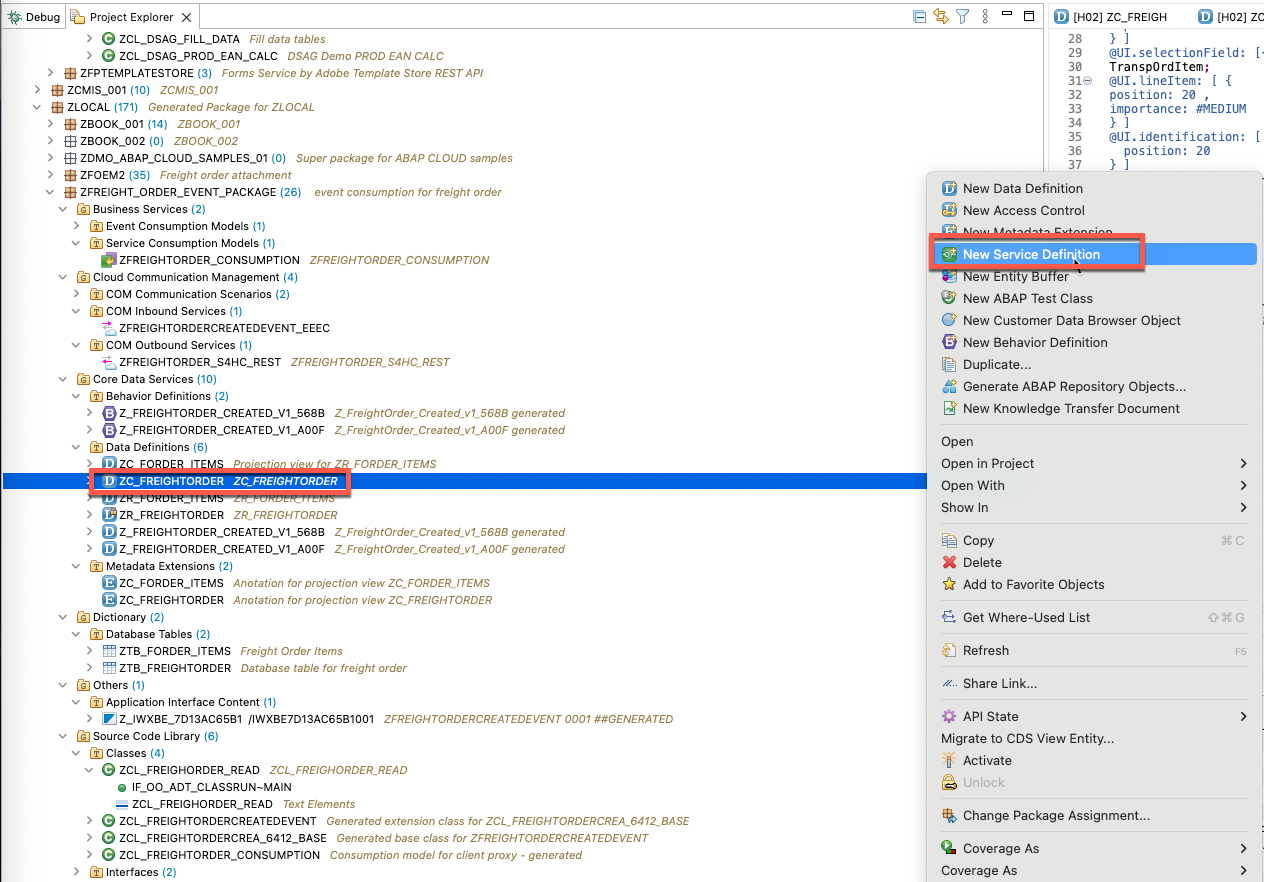 Debug
Project Explorer
[H02] ZC_FREIGH
[H02] ZC
ZCL_DSAG_FILL_DATA Fill data tables
ZCL_DSAG_PROD_EAN_CALC DSAG Demo PROD EAN CALC
ZFPTEMPLATESTORE (3) Forms Service by Adobe Template Store REST API
ZCMIS_001 (10) ZCMIS_001
ZLOCAL (171) Generated Package for ZLOCAL
ZBOOK_001 (14) ZBOOK_001
ZBOOK_002 (0) ZBOOK_002
ZDMO_ABAP_CLOUD_SAMPLES_01 (0) Super package for ABAP CLOUD samples
ZFOEM2 (35) Freight order attachment
ZFREIGHT_ORDER_EVENT_PACKAGE (26) event consumption for freight order
Business Services (2)
Event Consumption Models (1)
Service Consumption Models (1)
ZFREIGHTORDER_CONSUMPTION ZFREIGHTORDER_CONSUMPTION
Cloud Communication Management (4)
COM Communication Scenarios (2)
COM Inbound Services (1)
ZFREIGHTORDERCREATEDEVENT_EEEC
COM Outbound Services (1)
ZFREIGHTORDER_S4HC_REST ZFREIGHTORDER_S4HC_REST
Core Data Services (10)
Behavior Definitions (2)
Z_FREIGHTORDER_CREATED_V1_568B Z_FreightOrder_Created_v1_568B generated
Z_FREIGHTORDER_CREATED_V1_A00F Z_FreightOrder_Created_v1_A00F generated
Data Definitions (6)
ZC_FORDER_ITEMS Projection view for ZR_FORDER_ITEMS
ZC_FREIGHTORDER ZC_FREIGHTORDER
ZR_FORDER_ITEMS ZR_FORDER_ITEMS
ZR_FREIGHTORDER ZR_FREIGHTORDER
Z_FREIGHTORDER_CREATED_V1_568B Z_FreightOrder_Created_v1_568B generated
Z_FREIGHTORDER_CREATED_V1_A00F Z_FreightOrder_Created_v1_A00F generated
Metadata Extensions (2)
ZC_FORDER_ITEMS Anotation for projection view ZC_FORDER_ITEMS
ZC_FREIGHTORDER Anotation for projection view ZC_FREIGHTORDER
Dictionary (2)
Database Tables (2)
ZTB_FORDER_ITEMS Freight Order Items
ZTB_FREIGHTORDER Database table for freight order
Others (1)
Application Interface Content (1)
Z_IWXBE_7D13AC65B1 /IWXBE7D13AC65B1001 ZFREIGHTORDERCREATEDEVENT 0001 ##GENERATED
Source Code Library (6)
Classes (4)
ZCL_FREIGHORDER_READ ZCL_FREIGHORDER_READ
IF_OO_ADT_CLASSRUN~MAIN
ZCL_FREIGHORDER_READ Text Elements
ZCL_FREIGHTORDERCREATEDEVENT Generated extension class for ZCL_FREIGHTORDERCREA_6412_BASE
ZCL_FREIGHTORDERCREA_6412_BASE Generated base class for ZFREIGHTORDERCREATEDEVENT
ZCL_FREIGHTORDER_CONSUMPTION Consumption model for client proxy - generated
Interfaces (2)
28 } ]
29 @UI.selectionField: [
30 TranspOrdItem;
31 @UI.lineItem: [ {
32 position: 20 ,
33 importance: #MEDIUM
34 } ]
35 @UI.identification: [
36 position: 20
37 } ]
New Data Definition
New Access Control
New Metadata Extension
New Service Definition
New Entity Buffer
New ABAP Test Class
New Customer Data Browser Object
New Behavior Definition
Duplicate...
Generate ABAP Repository Objects...
New Knowledge Transfer Document
Open
Open in Project
Open With
Show In
Copy ⌘ C
Delete
Add to Favorite Objects
Get Where-Used List ⇧ ⌘ G
Refresh F5
Share Link...
API State
Migrate to CDS View Entity...
Activate
Unlock
Change Package Assignment...
Coverage As
Coverage As